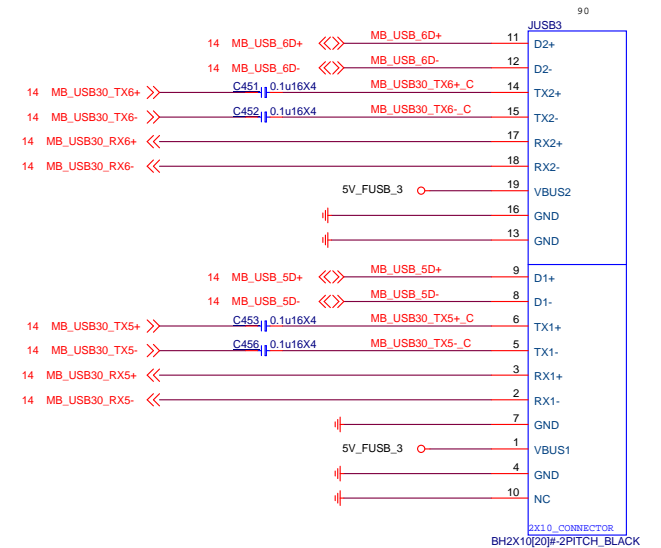 90
JUSB3
14 MB_USB_6D+ MB_USB_6D+ 11 D2+
14 MB_USB_6D- MB_USB_6D- 12 D2-
14 MB_USB30_TX6+ C451 0.1u16X4 MB_USB30_TX6+_C 14 TX2+
14 MB_USB30_TX6- C452 0.1u16X4 MB_USB30_TX6-_C 15 TX2-
14 MB_USB30_RX6+ 17 RX2+
14 MB_USB30_RX6- 18 RX2-
5V_FUSB_3 19 VBUS2
16 GND
13 GND
14 MB_USB_5D+ MB_USB_5D+ 9 D1+
14 MB_USB_5D- MB_USB_5D- 8 D1-
14 MB_USB30_TX5+ C453 0.1u16X4 MB_USB30_TX5+_C 6 TX1+
14 MB_USB30_TX5- C456 0.1u16X4 MB_USB30_TX5-_C 5 TX1-
14 MB_USB30_RX5+ 3 RX1+
14 MB_USB30_RX5- 2 RX1-
7 GND
5V_FUSB_3 1 VBUS1
4 GND
10 NC
2X10_CONNECTOR
BH2X10[20]#-2PITCH_BLACK